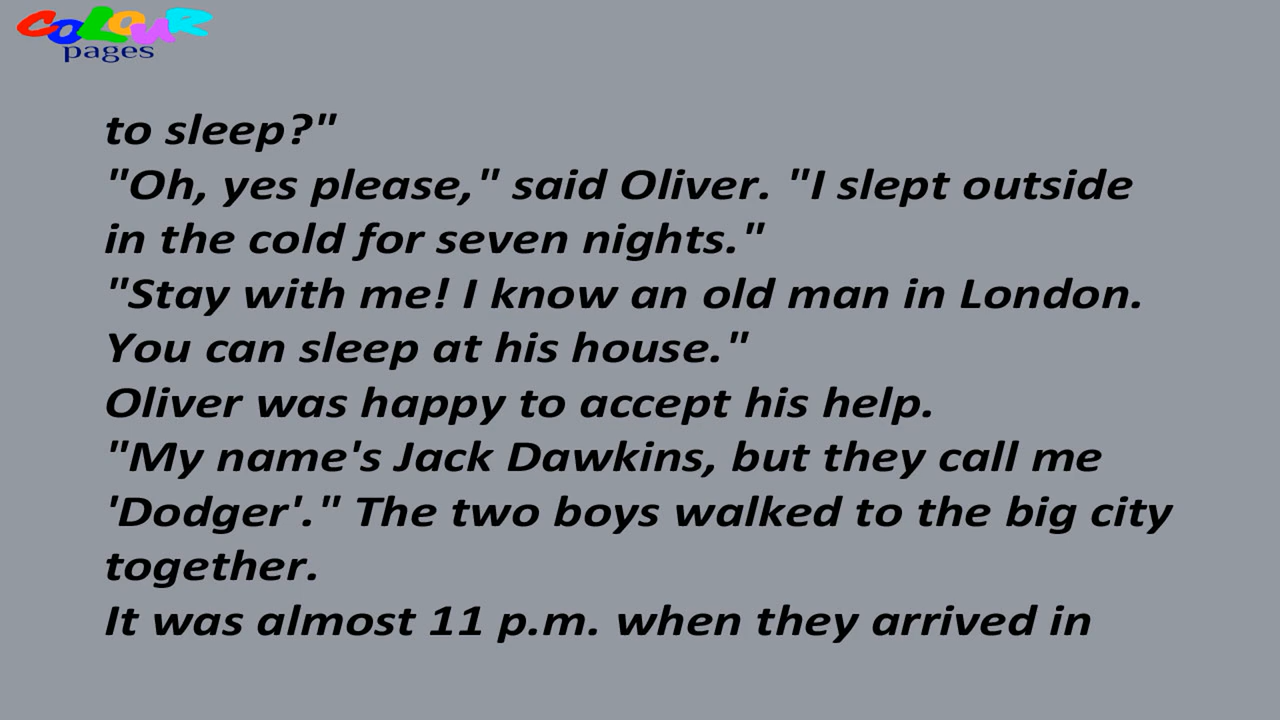 COLOUR
pages
to sleep?"
"Oh, yes please," said Oliver. "I slept outside
in the cold for seven nights."
"Stay with me! I know an old man in London.
You can sleep at his house."
Oliver was happy to accept his help.
"My name's Jack Dawkins, but they call me
'Dodger'." The two boys walked to the big city
together.
It was almost 11 p.m. when they arrived in